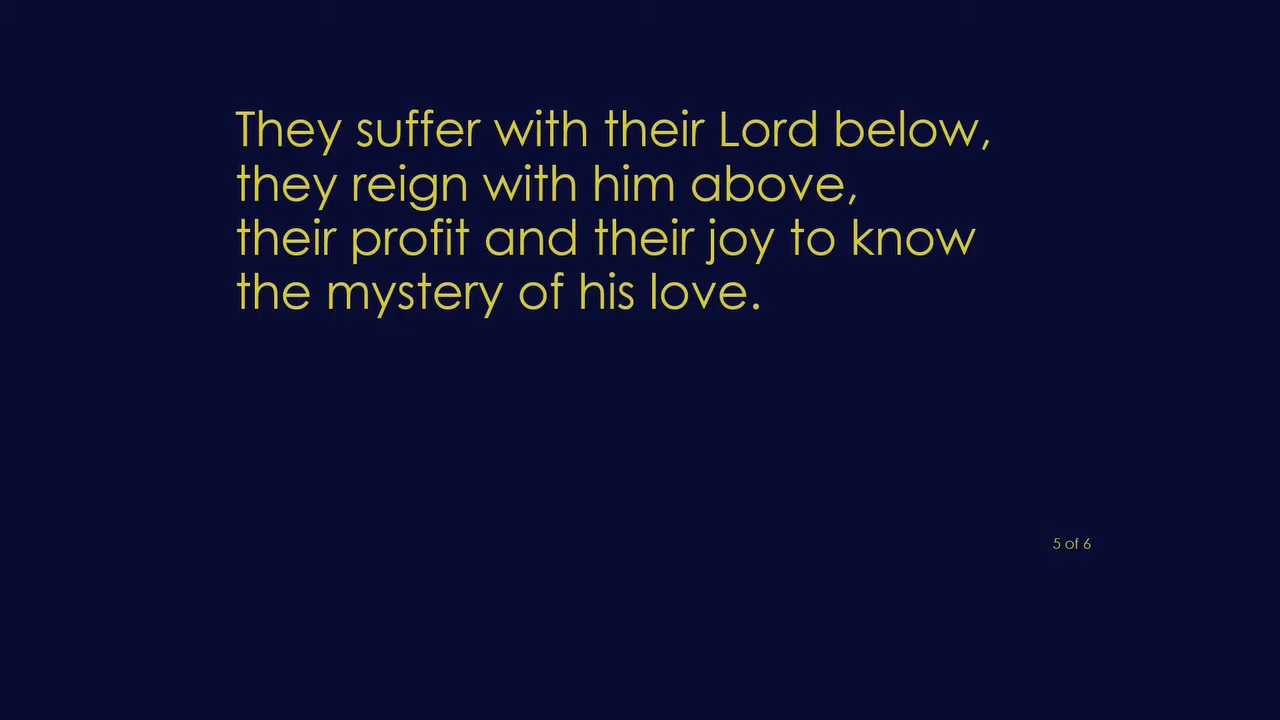 They suffer with their Lord below,
they reign with him above,
their profit and their joy to know
the mystery of his love.
5 of 6